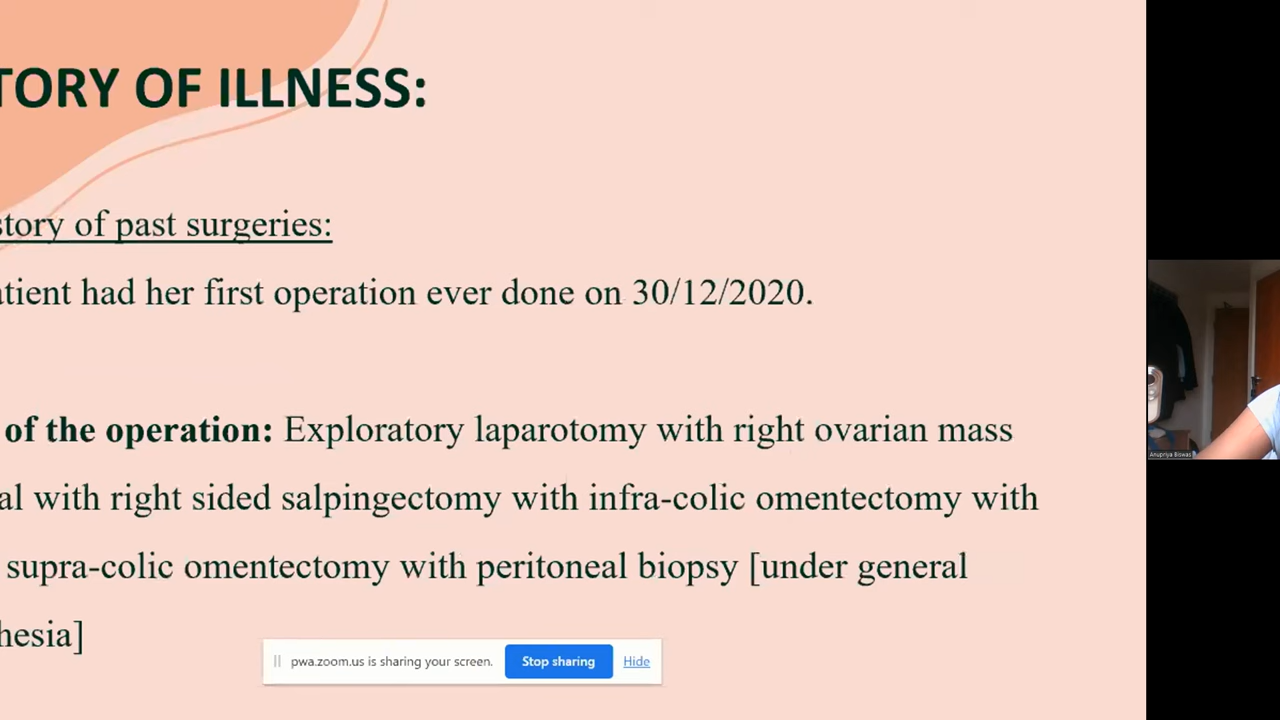 TORY OF ILLNESS:
story of past surgeries:
atient had her first operation ever done on 30/12/2020.
of the operation: Exploratory laparotomy with right ovarian mass
al with right sided salpingectomy with infra-colic omentectomy with
supra-colic omentectomy with peritoneal biopsy [under general
hesia]
pwa.zoom.us is sharing your screen. Stop sharing Hide
Anupriya Biswas